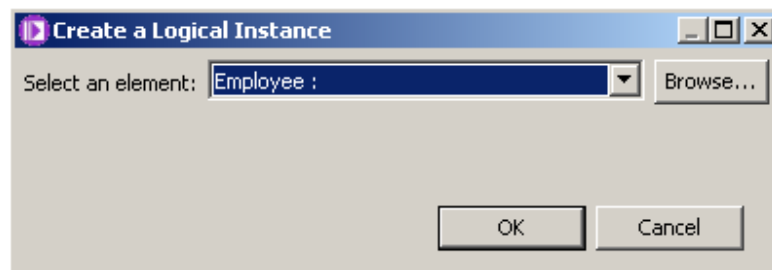 Create a Logical Instance
Select an element: Employee : Browse...
OK Cancel